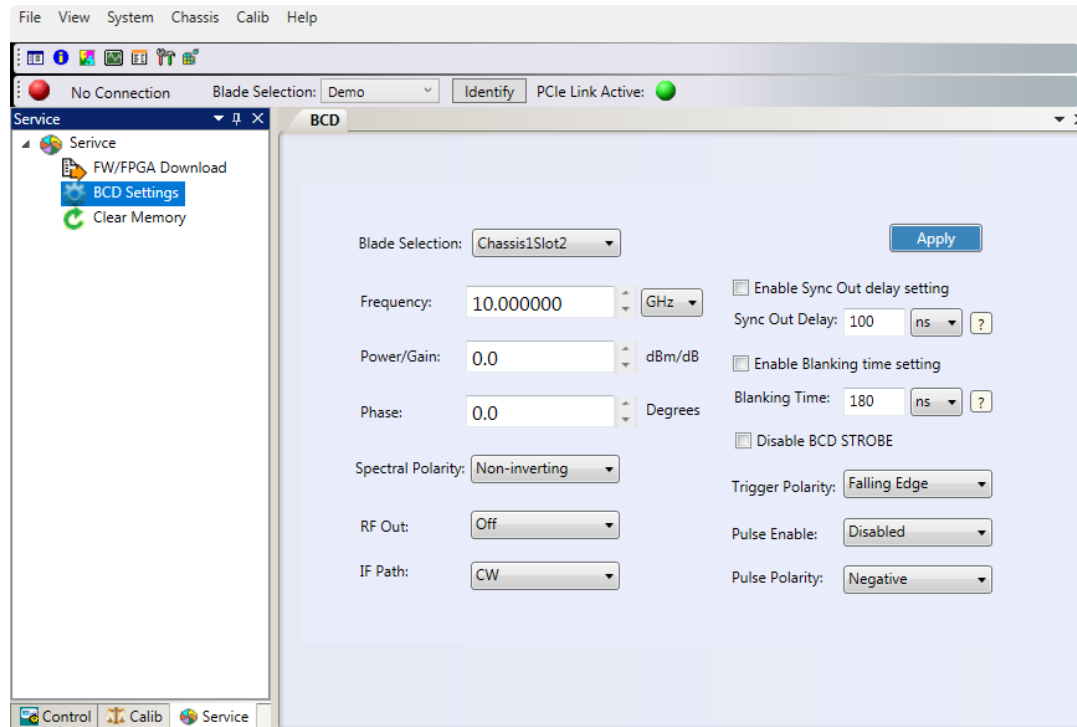 File View System Chassis Calib Help
No Connection Blade Selection: Demo Identify PCIe Link Active:
Service
BCD
Serivce
FW/FPGA Download
BCD Settings
Clear Memory
Blade Selection: Chassis1Slot2
Apply
Frequency: 10.000000 GHz
Enable Sync Out delay setting
Sync Out Delay: 100 ns ?
Power/Gain: 0.0 dBm/dB
Enable Blanking time setting
Blanking Time: 180 ns ?
Phase: 0.0 Degrees
Disable BCD STROBE
Spectral Polarity: Non-inverting
Trigger Polarity: Falling Edge
RF Out: Off
Pulse Enable: Disabled
IF Path: CW
Pulse Polarity: Negative
Control Calib Service